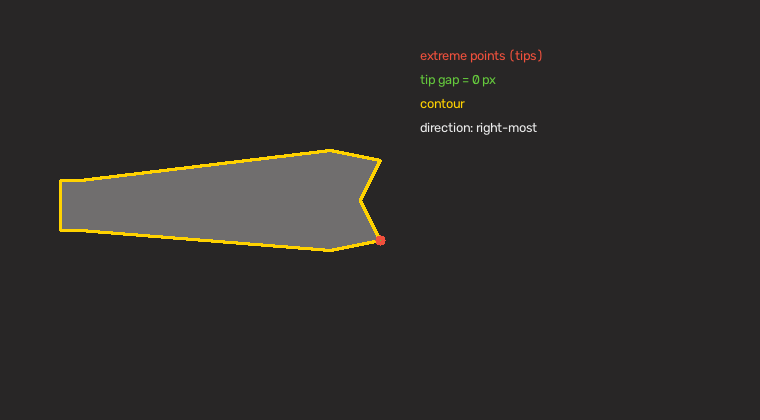 extreme points (tips)
tip gap = 0 px
contour
direction: right-most